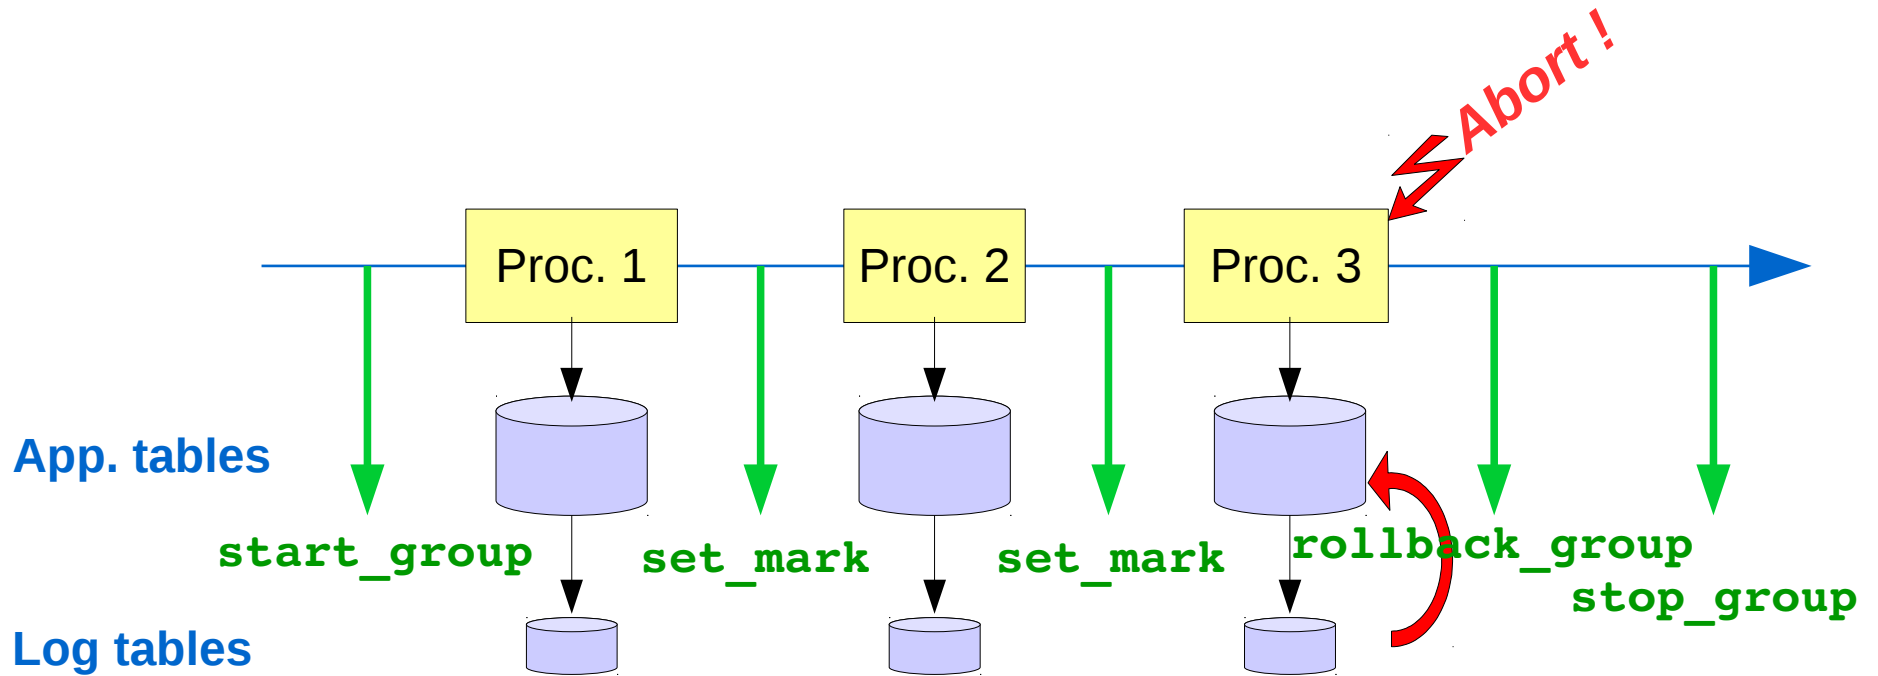 Abort !
Proc. 1
Proc. 2
Proc. 3
App. tables
start_group
set_mark
set_mark
rollback_group
stop_group
Log tables